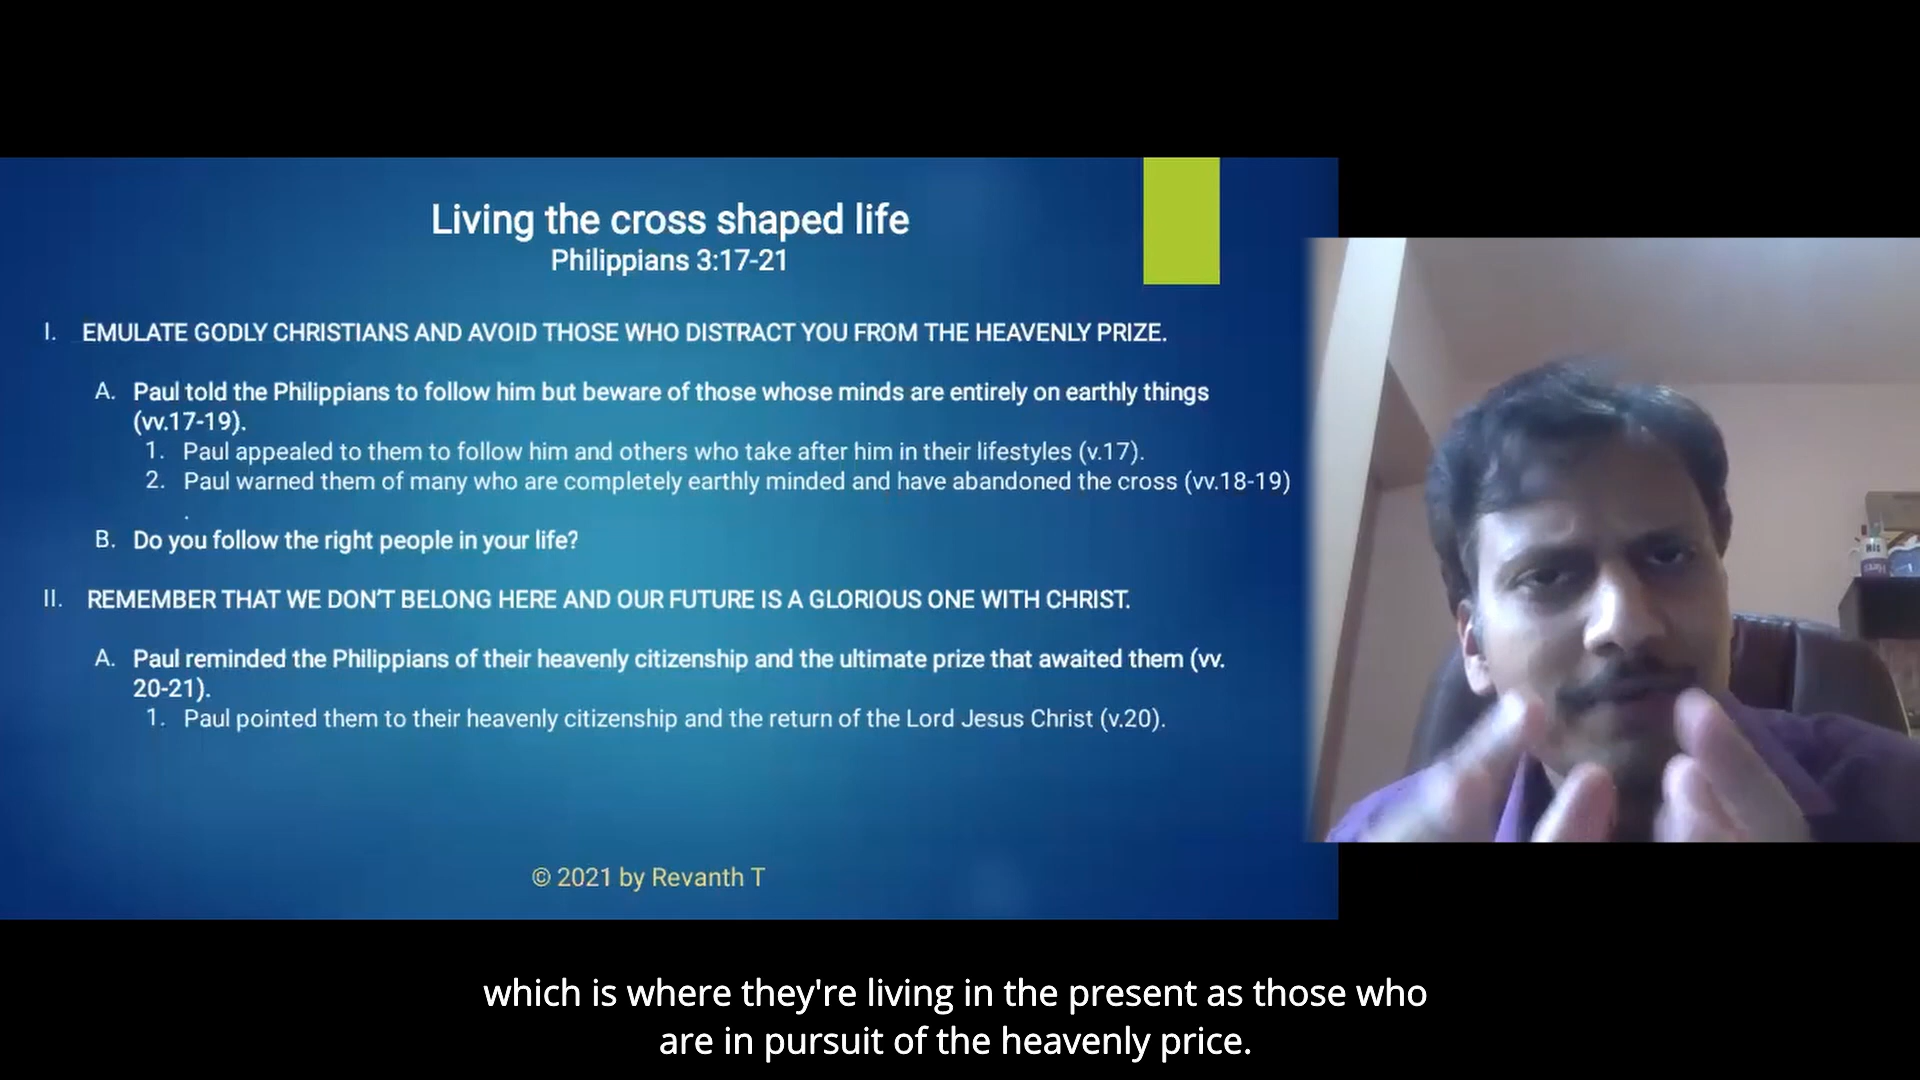 Living the cross shaped life
Philippians 3:17-21
I. EMULATE GODLY CHRISTIANS AND AVOID THOSE WHO DISTRACT YOU FROM THE HEAVENLY PRIZE.
A. Paul told the Philippians to follow him but beware of those whose minds are entirely on earthly things
(vv.17-19).
1. Paul appealed to them to follow him and others who take after him in their lifestyles (v.17).
2. Paul warned them of many who are completely earthly minded and have abandoned the cross (vv.18-19)
.
B. Do you follow the right people in your life?
II. REMEMBER THAT WE DON'T BELONG HERE AND OUR FUTURE IS A GLORIOUS ONE WITH CHRIST.
A. Paul reminded the Philippians of their heavenly citizenship and the ultimate prize that awaited them (vv.
20-21).
1. Paul pointed them to their heavenly citizenship and the return of the Lord Jesus Christ (v.20).
© 2021 by Revanth T
His
which is where they're living in the present as those who
are in pursuit of the heavenly price.